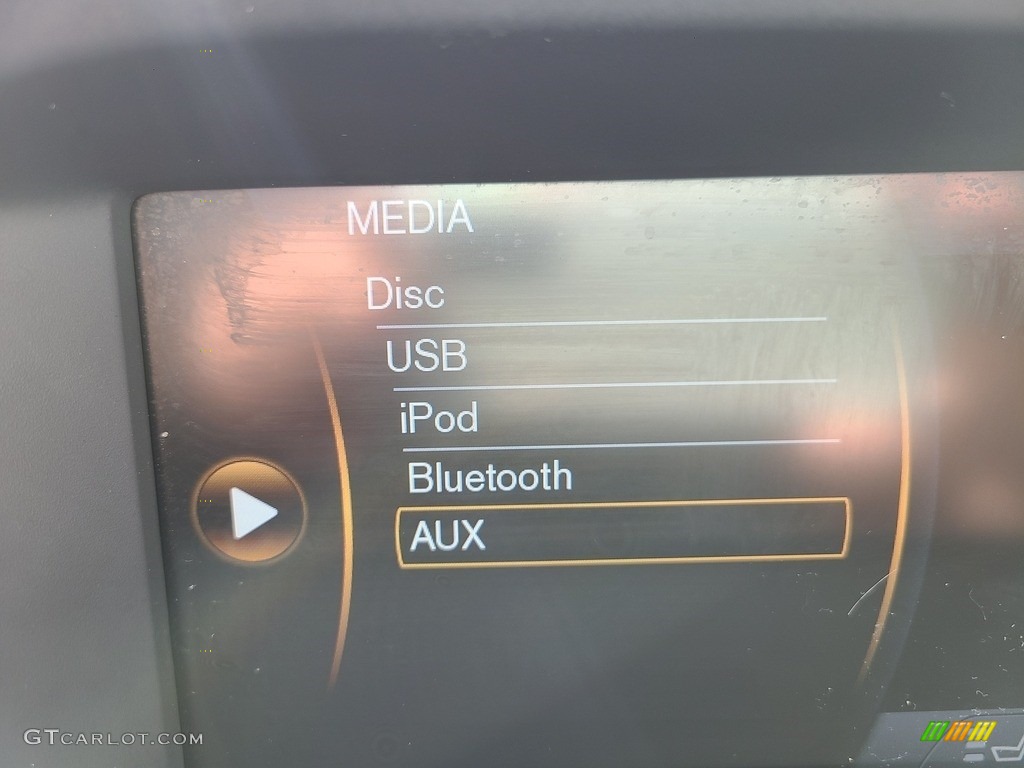 MEDIA
Disc
USB
iPod
Bluetooth
AUX
GTCARLOT.COM